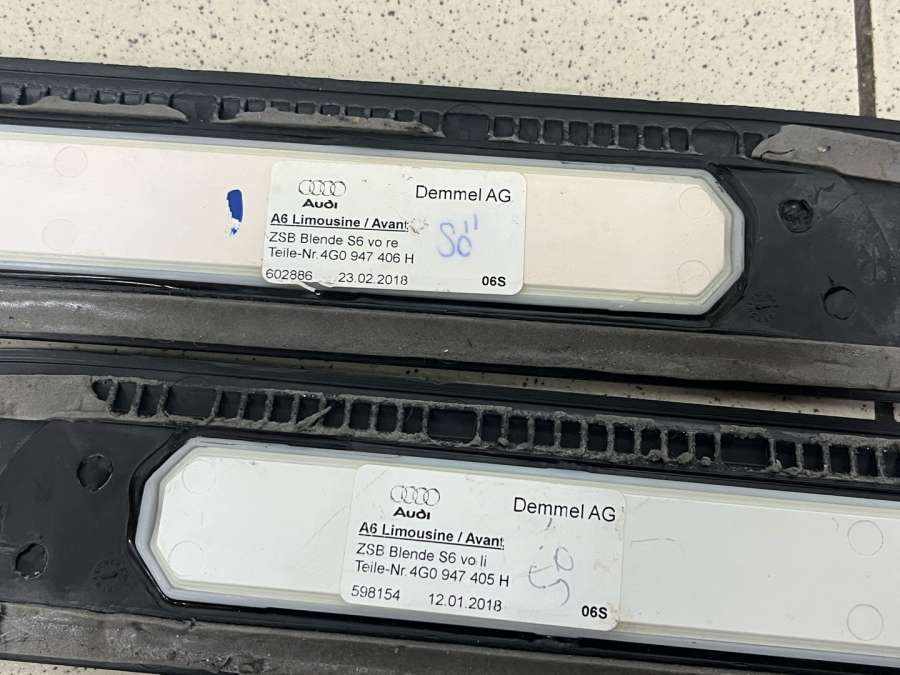 Audi
Demmel AG
A6 Limousine / Avant
ZSB Blende S6 vo re
Teile-Nr. 4G0 947 406 H
602886 23.02.2018 06S
Audi
Demmel AG
A6 Limousine / Avant
ZSB Blende S6 vo li
Teile-Nr. 4G0 947 405 H
598154 12.01.2018 06S